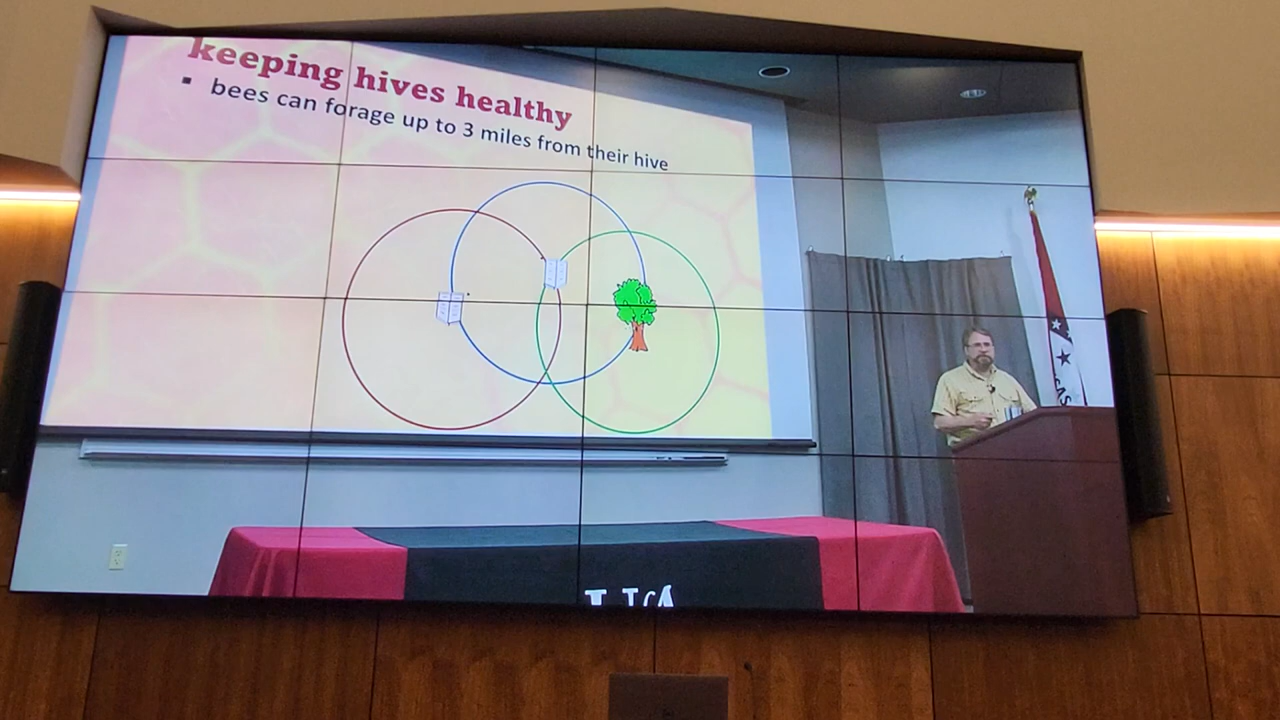 keeping hives healthy
▪ bees can forage up to 3 miles from their hive